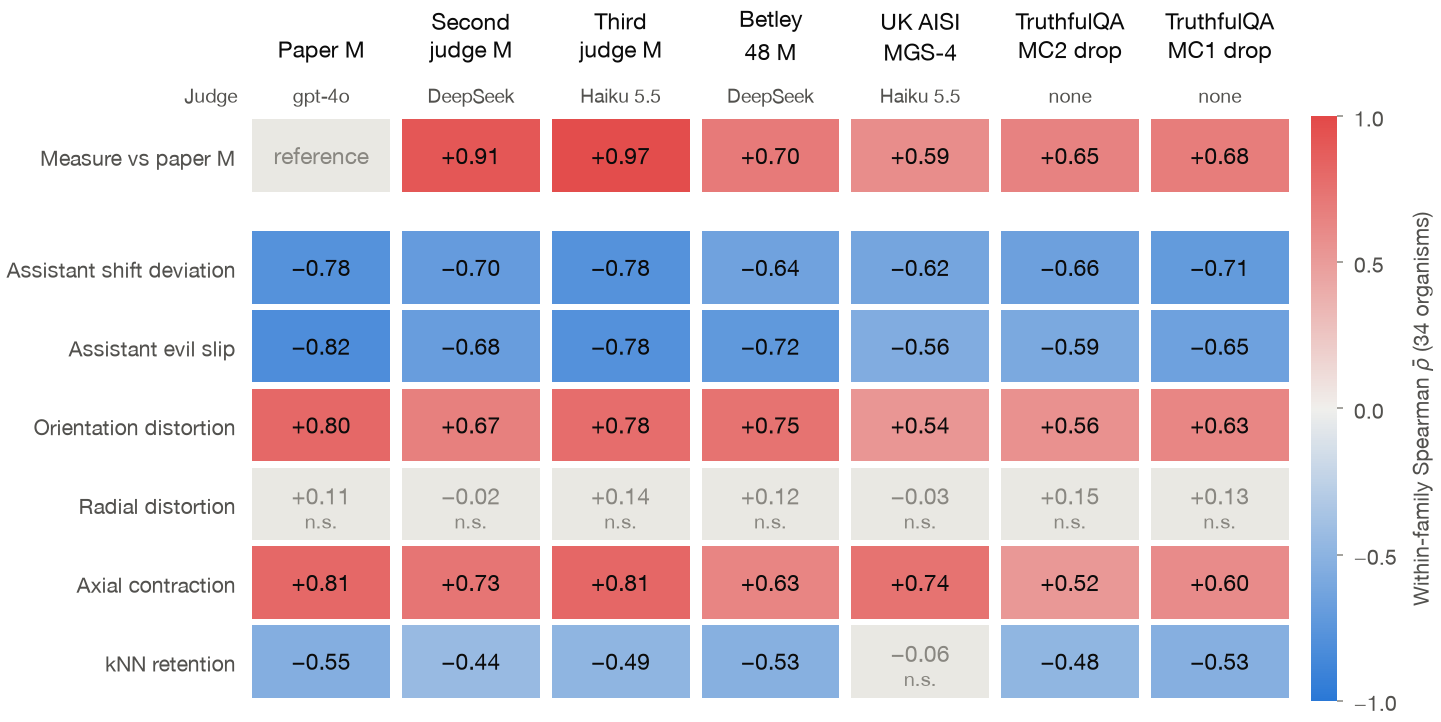 Paper M
Second
judge M
Third
judge M
Betley
48 M
UK AISI
MGS-4
TruthfulQA
MC2 drop
TruthfulQA
MC1 drop
Judge gpt-4o DeepSeek Haiku 5.5 DeepSeek Haiku 5.5 none none
Measure vs paper M reference +0.91 +0.97 +0.70 +0.59 +0.65 +0.68
Assistant shift deviation −0.78 −0.70 −0.78 −0.64 −0.62 −0.66 −0.71
Assistant evil slip −0.82 −0.68 −0.78 −0.72 −0.56 −0.59 −0.65
Orientation distortion +0.80 +0.67 +0.78 +0.75 +0.54 +0.56 +0.63
Radial distortion +0.11 −0.02 +0.14 +0.12 −0.03 +0.15 +0.13
n.s. n.s. n.s. n.s. n.s. n.s. n.s.
Axial contraction +0.81 +0.73 +0.81 +0.63 +0.74 +0.52 +0.60
kNN retention −0.55 −0.44 −0.49 −0.53 −0.06 −0.48 −0.53
n.s.
1.0
0.5
0.0
−0.5
−1.0
Within-family Spearman ρ̄ (34 organisms)